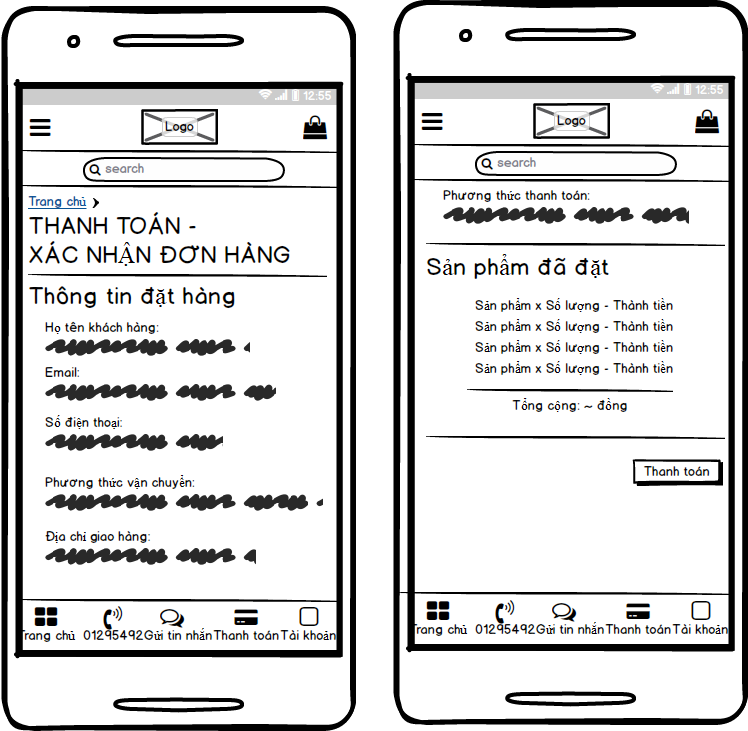 12:55
Logo
search
Trang chủ
THANH TOÁN -
XÁC NHẬN ĐƠN HÀNG
Thông tin đặt hàng
Họ tên khách hàng:
Email:
Số điện thoại:
Phương thức vận chuyển:
Địa chỉ giao hàng:
Trang chủ 01295492 Gửi tin nhắn Thanh toán Tài khoản
12:55
Logo
search
Phương thức thanh toán:
Sản phẩm đã đặt
Sản phẩm x Số lượng - Thành tiền
Sản phẩm x Số lượng - Thành tiền
Sản phẩm x Số lượng - Thành tiền
Sản phẩm x Số lượng - Thành tiền
Tổng cộng: ~ đồng
Thanh toán
Trang chủ 01295492 Gửi tin nhắn Thanh toán Tài khoản